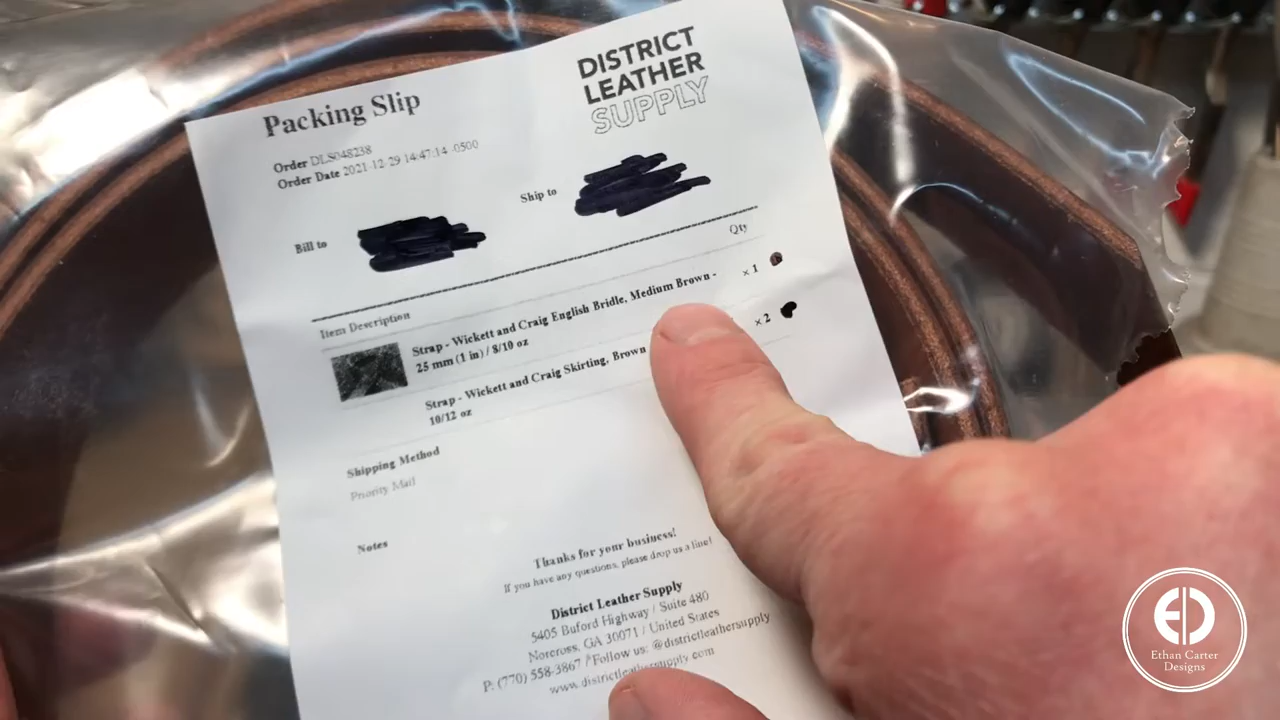 DISTRICT
LEATHER
SUPPLY
Packing Slip
Order DLS048238
Order Date 2021-12-29 14:47:14 -0500
Ship to
Bill to
Qty
Item Description
Strap - Wickett and Craig English Bridle, Medium Brown - x 1
25 mm (1 in) / 8/10 oz
Strap - Wickett and Craig Skirting, Brown x 2
10/12 oz
Shipping Method
Priority Mail
Notes
Thanks for your business!
If you have any questions, please drop us a line!
District Leather Supply
5405 Buford Highway / Suite 480
Norcross, GA 30071 / United States
P: (770) 558-3867 / Follow us: @districtleathersupply
www.districtleathersupply.com
ED
Ethan Carter
Designs